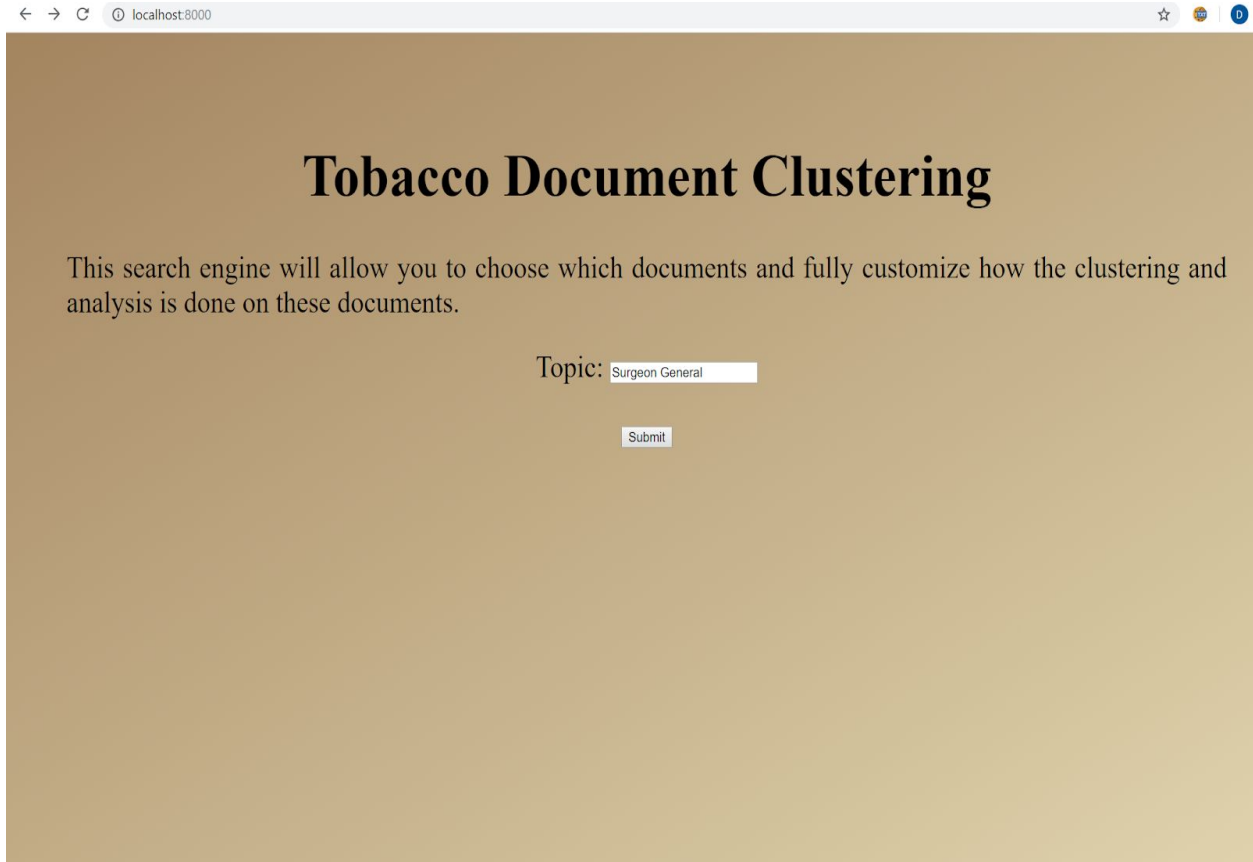 localhost:8000
Tobacco Document Clustering
This search engine will allow you to choose which documents and fully customize how the clustering and
analysis is done on these documents.
Topic: Surgeon General
Submit
D